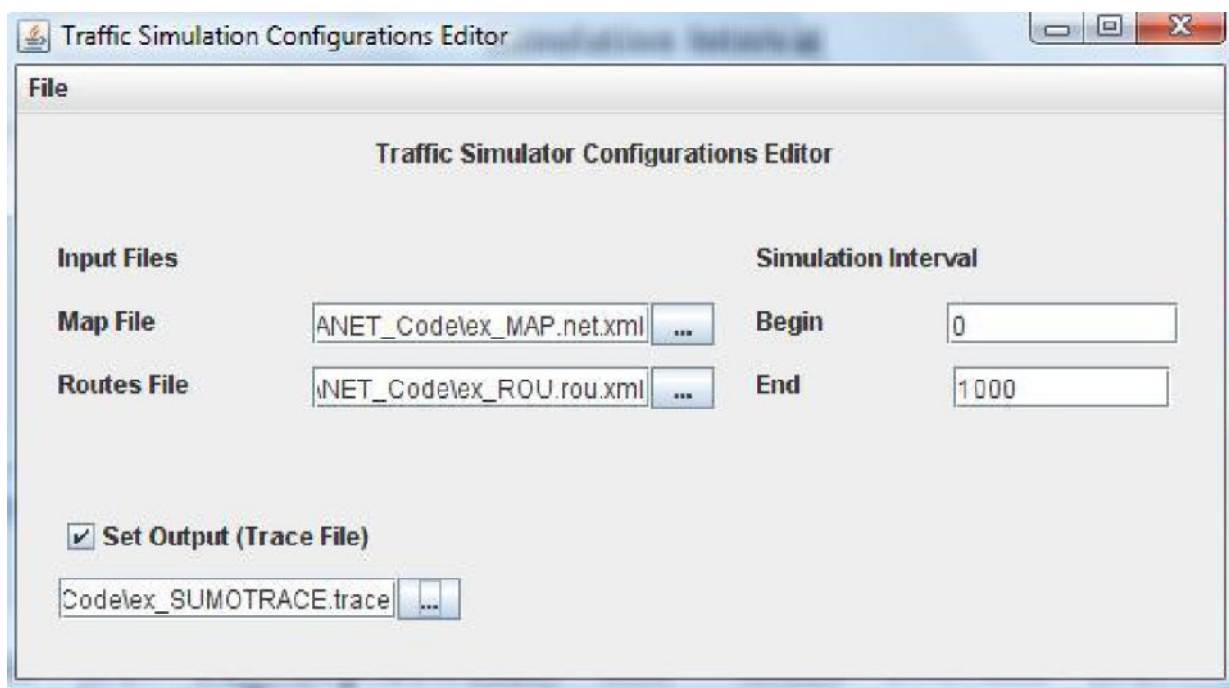 Traffic Simulation Configurations Editor
File
Traffic Simulator Configurations Editor
Input Files
Simulation Interval
Map File
ANET_Code\ex_MAP.net.xml
...
Begin
0
Routes File
NET_Code\ex_ROU.rou.xml
...
End
1000
Set Output (Trace File)
Code\ex_SUMOTRACE.trace
...